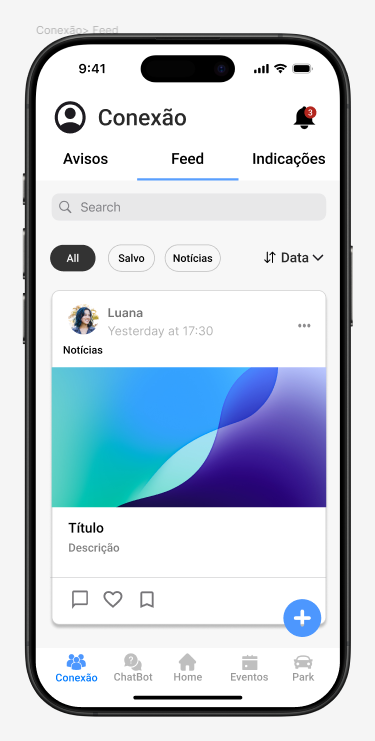 Conexão> Feed
9:41
Conexão
3
Avisos Feed Indicações
Search
All Salvo Notícias Data
Luana
Yesterday at 17:30
Notícias
Título
Descrição
Conexão ChatBot Home Eventos Park